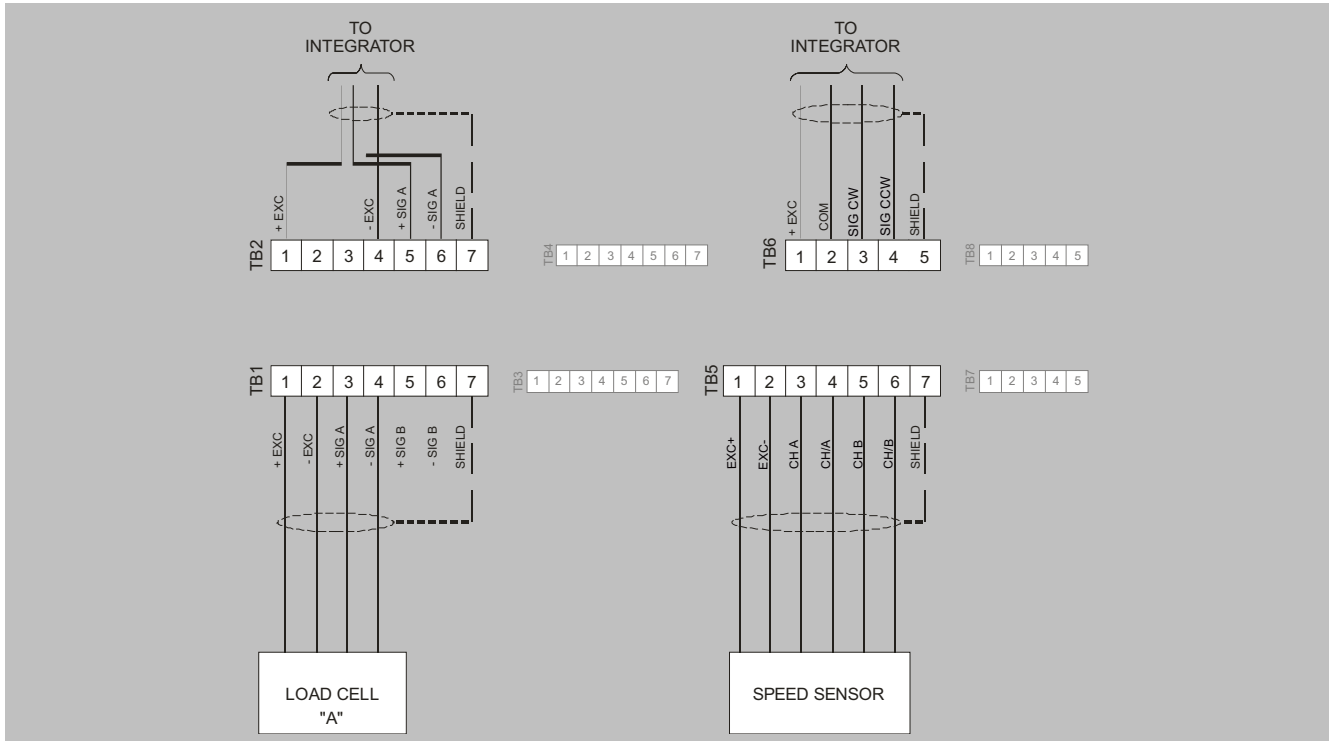 TO
INTEGRATOR
TO
INTEGRATOR
+ EXC
- EXC
+ SIG A
- SIG A
SHIELD
+ EXC
COM
SIG CW
SIG CCW
SHIELD
TB2 1 2 3 4 5 6 7
TB4 1 2 3 4 5 6 7
TB6 1 2 3 4 5
TB8 1 2 3 4 5
TB1 1 2 3 4 5 6 7
TB3 1 2 3 4 5 6 7
TB5 1 2 3 4 5 6 7
TB7 1 2 3 4 5
+ EXC
- EXC
+ SIG A
- SIG A
+ SIG B
- SIG B
SHIELD
EXC+
EXC-
CH A
CH/A
CH B
CH/B
SHIELD
LOAD CELL
"A"
SPEED SENSOR